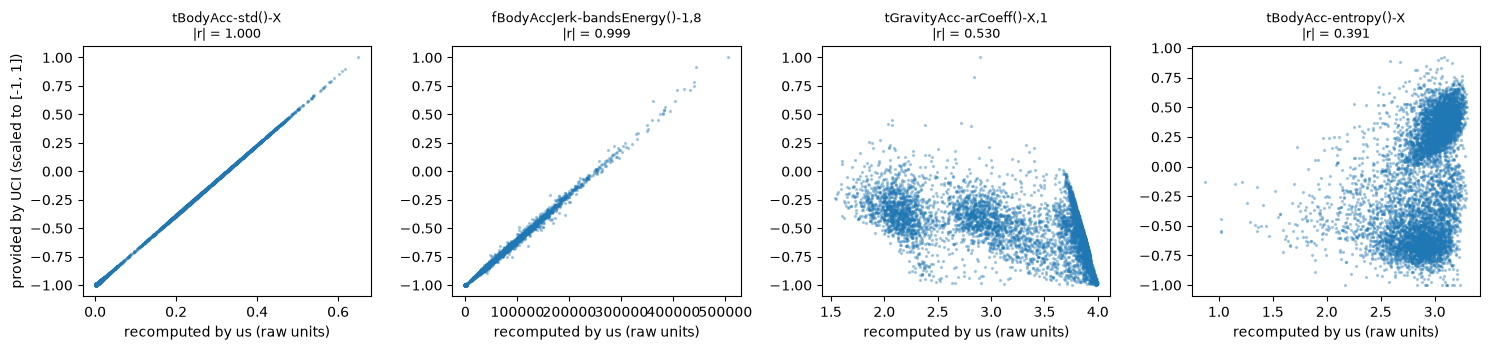 tBodyAcc-std()-X
|r| = 1.000
fBodyAccJerk-bandsEnergy()-1,8
|r| = 0.999
tGravityAcc-arCoeff()-X,1
|r| = 0.530
tBodyAcc-entropy()-X
|r| = 0.391
provided by UCI (scaled to [-1, 1])
1.00
0.75
0.50
0.25
0.00
−0.25
−0.50
−0.75
−1.00
0.0 0.2 0.4 0.6
recomputed by us (raw units)
1.00
0.75
0.50
0.25
0.00
−0.25
−0.50
−0.75
−1.00
0 100000 200000 300000 400000 500000
recomputed by us (raw units)
1.00
0.75
0.50
0.25
0.00
−0.25
−0.50
−0.75
−1.00
1.5 2.0 2.5 3.0 3.5 4.0
recomputed by us (raw units)
1.00
0.75
0.50
0.25
0.00
−0.25
−0.50
−0.75
−1.00
1.0 1.5 2.0 2.5 3.0
recomputed by us (raw units)